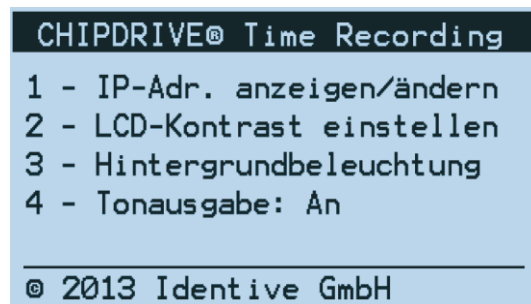 CHIPDRIVE® Time Recording
1 - IP-Adr. anzeigen/ändern
2 - LCD-Kontrast einstellen
3 - Hintergrundbeleuchtung
4 - Tonausgabe: An
© 2013 Identive GmbH